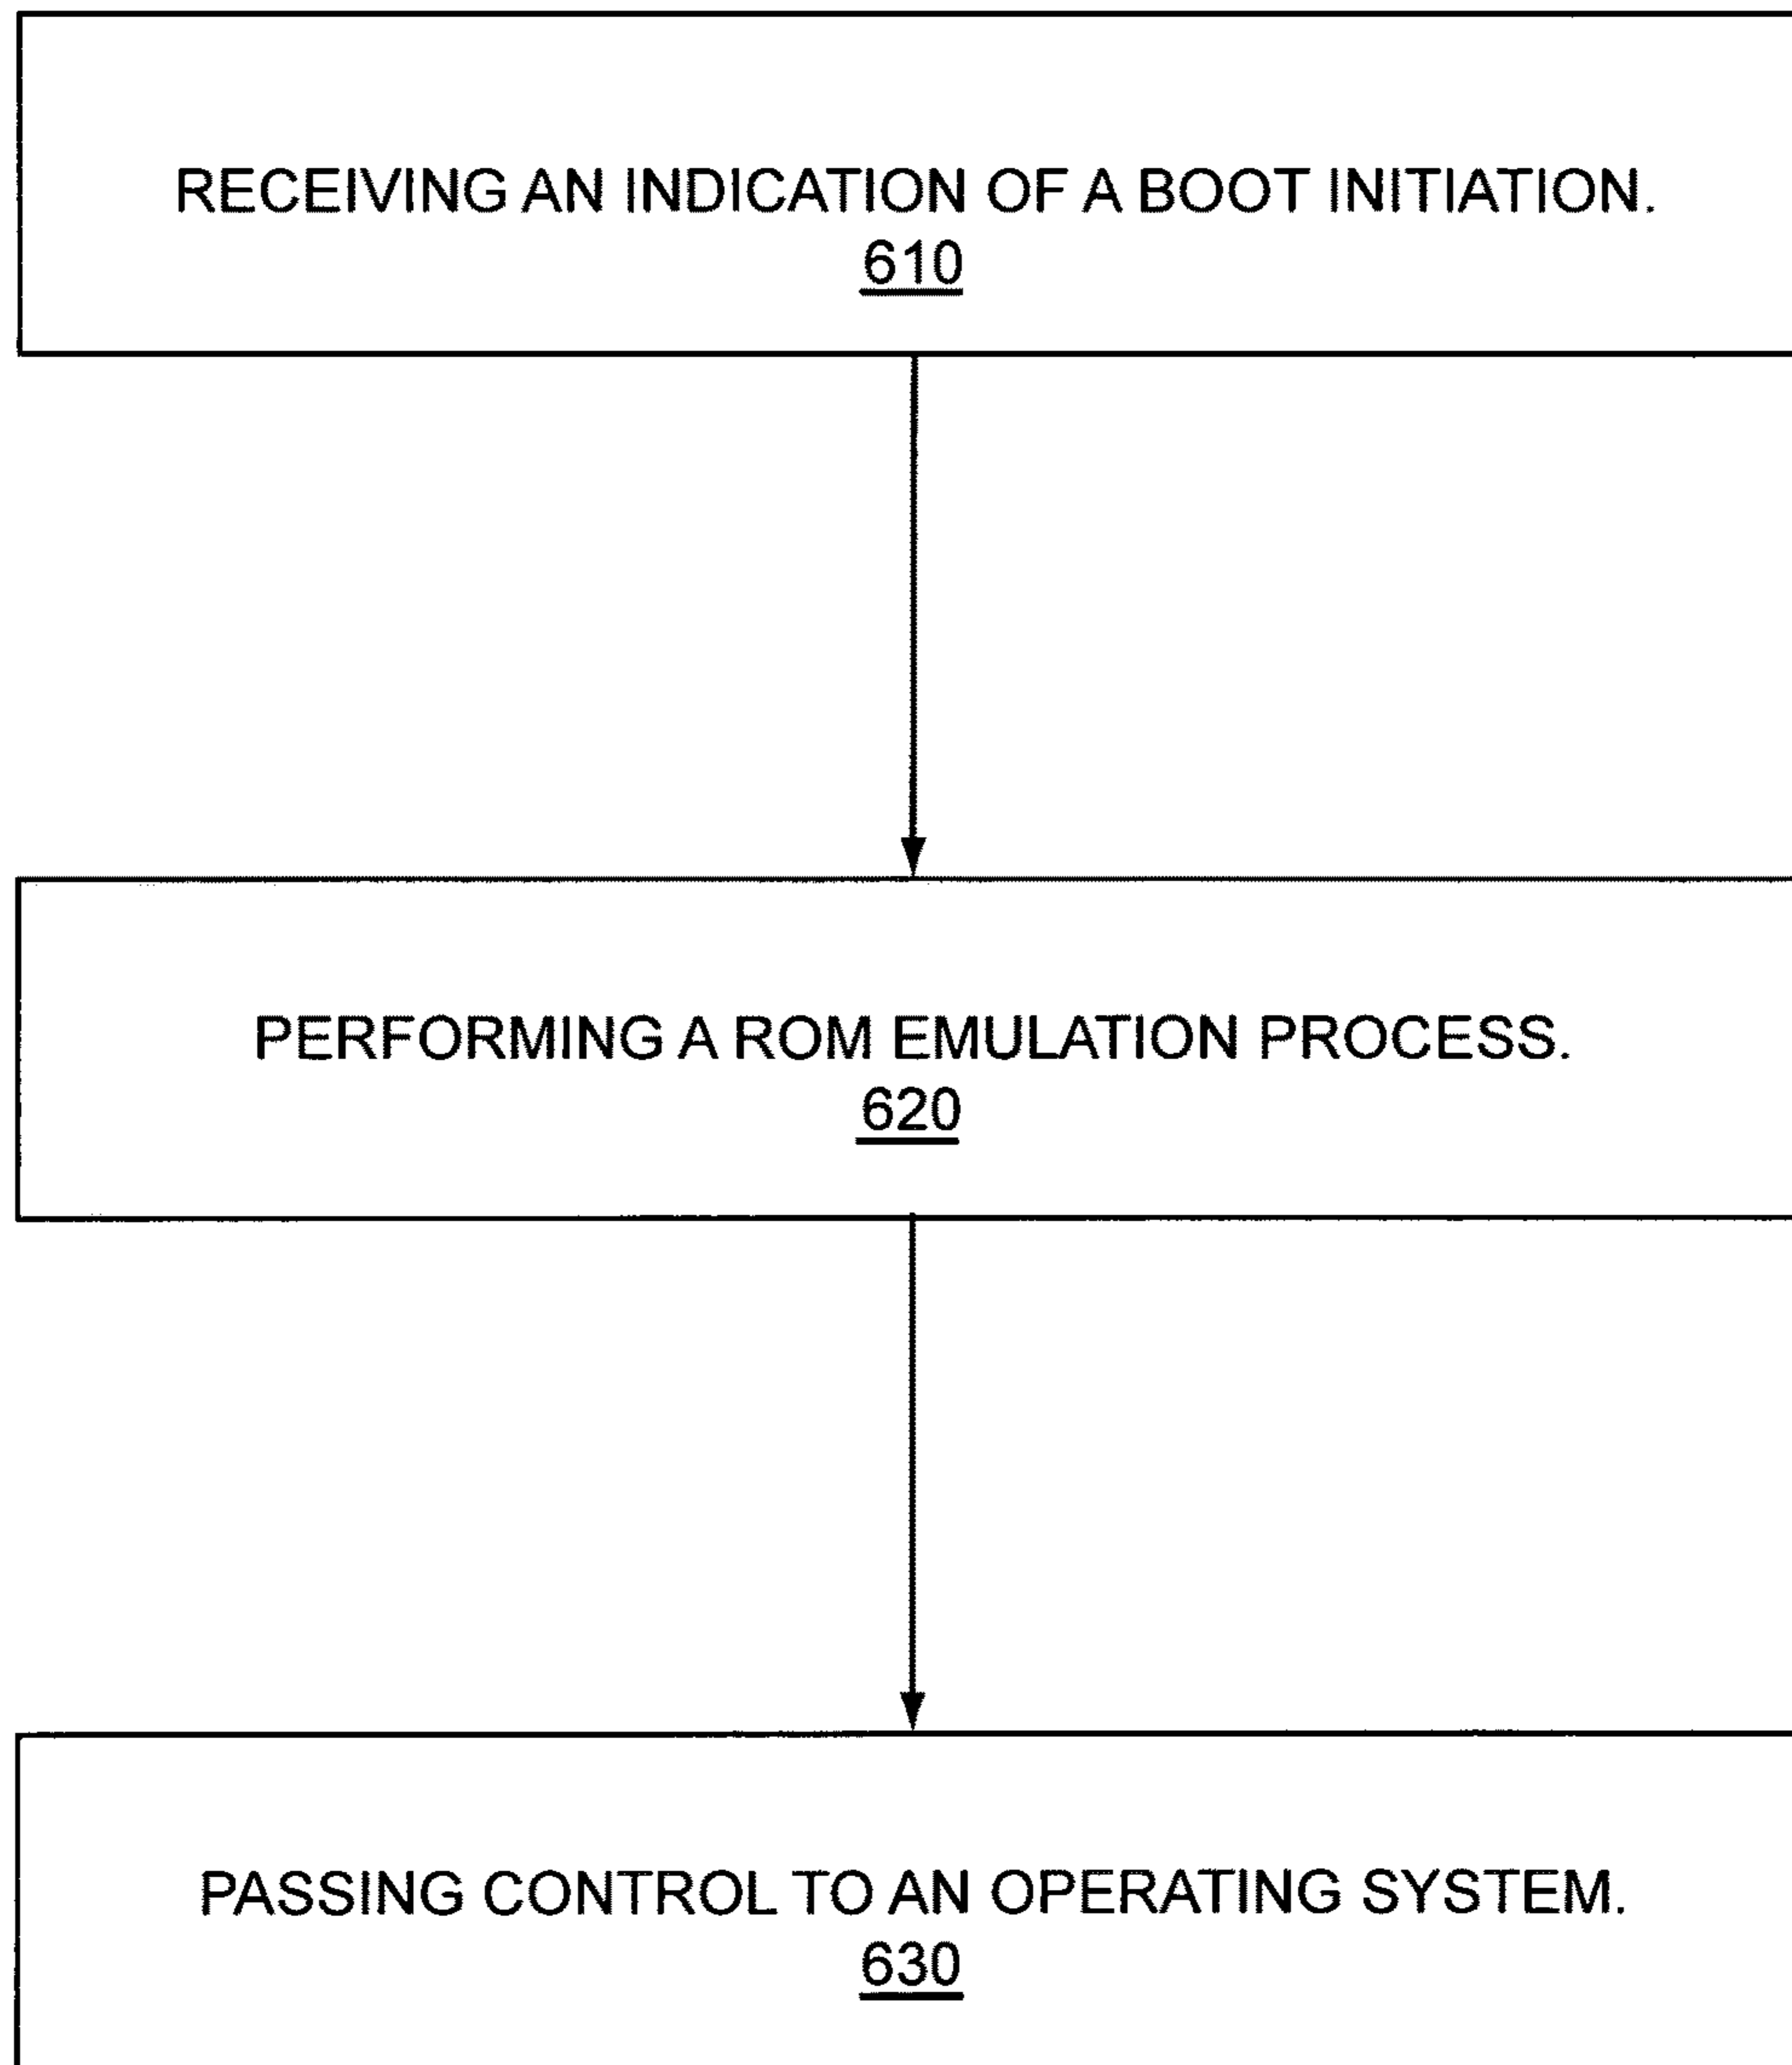 RECEIVING AN INDICATION OF A BOOT INITIATION.
610
PERFORMING A ROM EMULATION PROCESS.
620
PASSING CONTROL TO AN OPERATING SYSTEM.
630